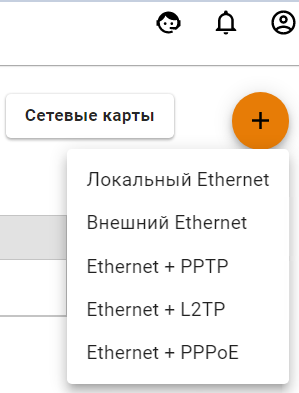 Сетевые карты
Локальный Ethernet
Внешний Ethernet
Ethernet + PPTP
Ethernet + L2TP
Ethernet + PPPoE